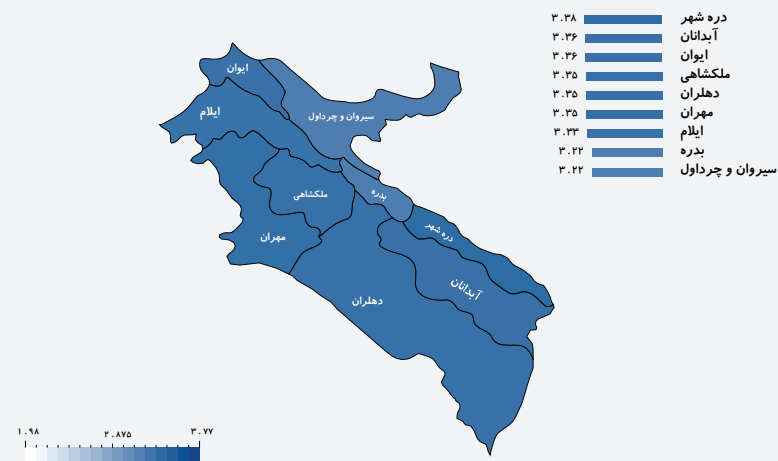 دره شهر ۳.۳۸
آبدانان ۳.۳۶
ایوان ۳.۳۶
ملکشاهی ۳.۳۵
دهلران ۳.۳۵
مهران ۳.۳۵
ایلام ۳.۳۳
بدره ۳.۲۲
سیروان و چرداول ۳.۲۲
ایوان
ایلام
سیروان و چرداول
ملکشاهی
بدره
مهران
دره شهر
آبدانان
دهلران
۱.۹۸ ۲.۸۷۵ ۳.۷۷